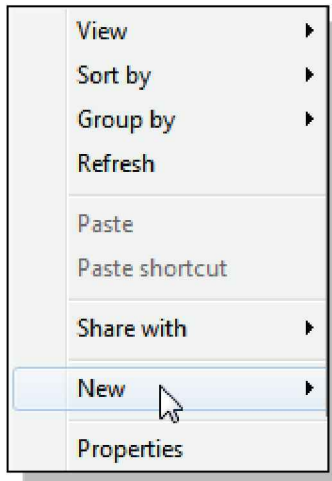 View
Sort by
Group by
Refresh
Paste
Paste shortcut
Share with
New
Properties